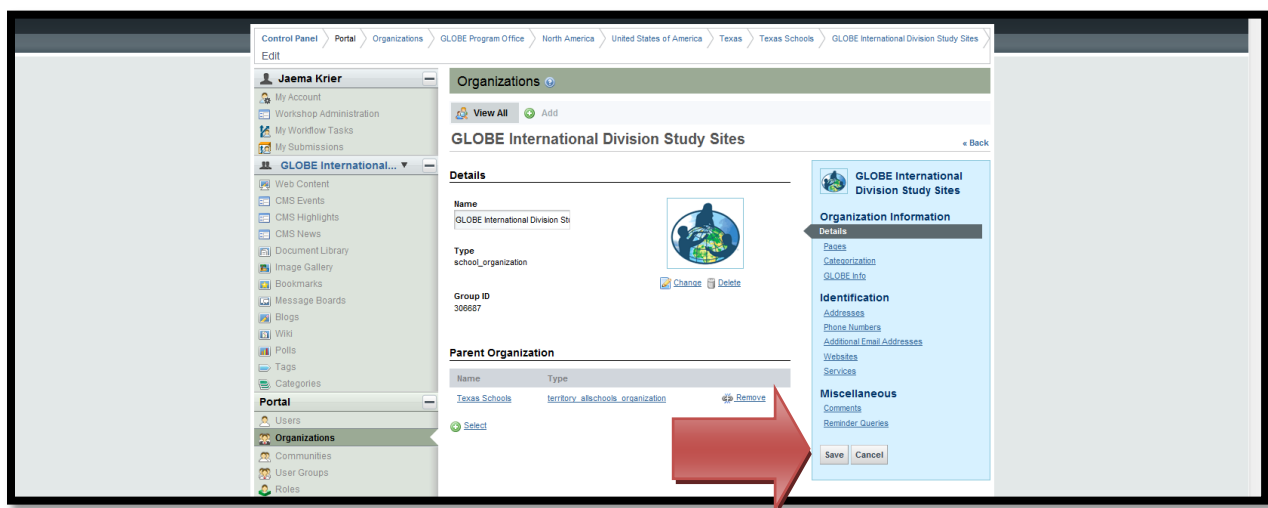 Control Panel Portal Organizations GLOBE Program Office North America United States of America Texas Texas Schools GLOBE International Division Study Sites
Edit
Jaema Krier
My Account
Workshop Administration
My Workflow Tasks
My Submissions
GLOBE International... ▼
Web Content
CMS Events
CMS Highlights
CMS News
Document Library
Image Gallery
Bookmarks
Message Boards
Blogs
Wiki
Polls
Tags
Categories
Portal
Users
Organizations
Communities
User Groups
Roles
Organizations
View All Add
GLOBE International Division Study Sites
« Back
Details
Name
GLOBE International Division Stu
Type
school_organization
Change Delete
Group ID
306687
Parent Organization
Name Type
Texas Schools territory_allschools_organization Remove
Select
GLOBE International
Division Study Sites
Organization Information
Details
Pages
Categorization
GLOBE Info
Identification
Addresses
Phone Numbers
Additional Email Addresses
Websites
Services
Miscellaneous
Comments
Reminder Queries
Save Cancel